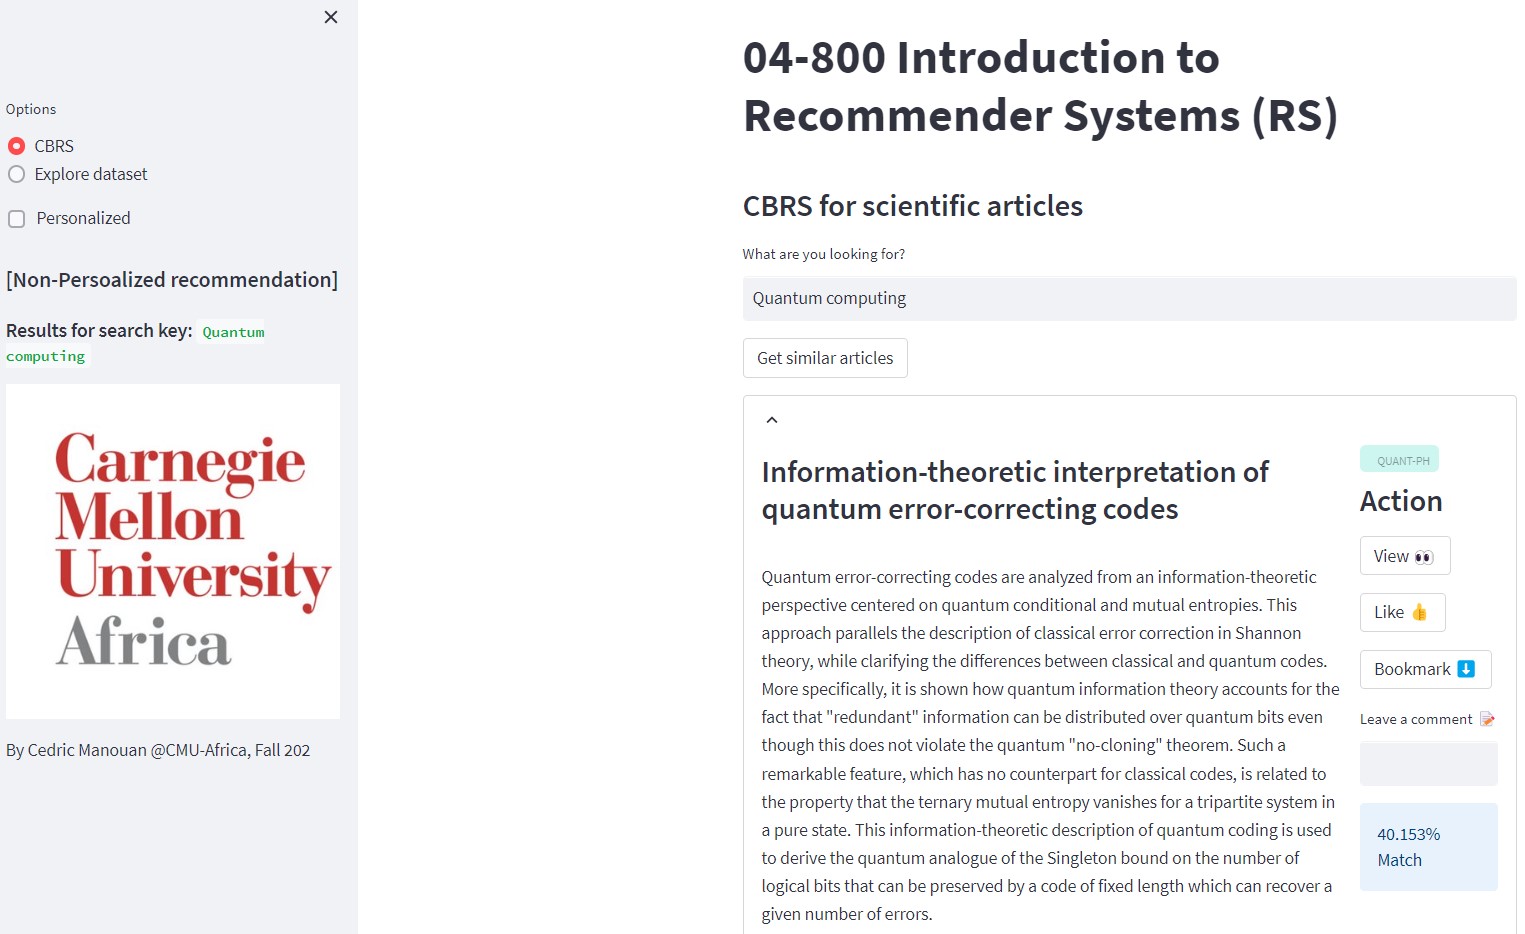 Options
CBRS
Explore dataset
Personalized
[Non-Persoalized recommendation]
Results for search key: Quantum
computing
Carnegie
Mellon
University
Africa
By Cedric Manouan @CMU-Africa, Fall 202
04-800 Introduction to
Recommender Systems (RS)
CBRS for scientific articles
What are you looking for?
Quantum computing
Get similar articles
Information-theoretic interpretation of
quantum error-correcting codes
Quantum error-correcting codes are analyzed from an information-theoretic
perspective centered on quantum conditional and mutual entropies. This
approach parallels the description of classical error correction in Shannon
theory, while clarifying the differences between classical and quantum codes.
More specifically, it is shown how quantum information theory accounts for the
fact that "redundant" information can be distributed over quantum bits even
though this does not violate the quantum "no-cloning" theorem. Such a
remarkable feature, which has no counterpart for classical codes, is related to
the property that the ternary mutual entropy vanishes for a tripartite system in
a pure state. This information-theoretic description of quantum coding is used
to derive the quantum analogue of the Singleton bound on the number of
logical bits that can be preserved by a code of fixed length which can recover a
given number of errors.
QUANT-PH
Action
View 👀
Like 👍
Bookmark ⬇️
Leave a comment 📝
40.153%
Match